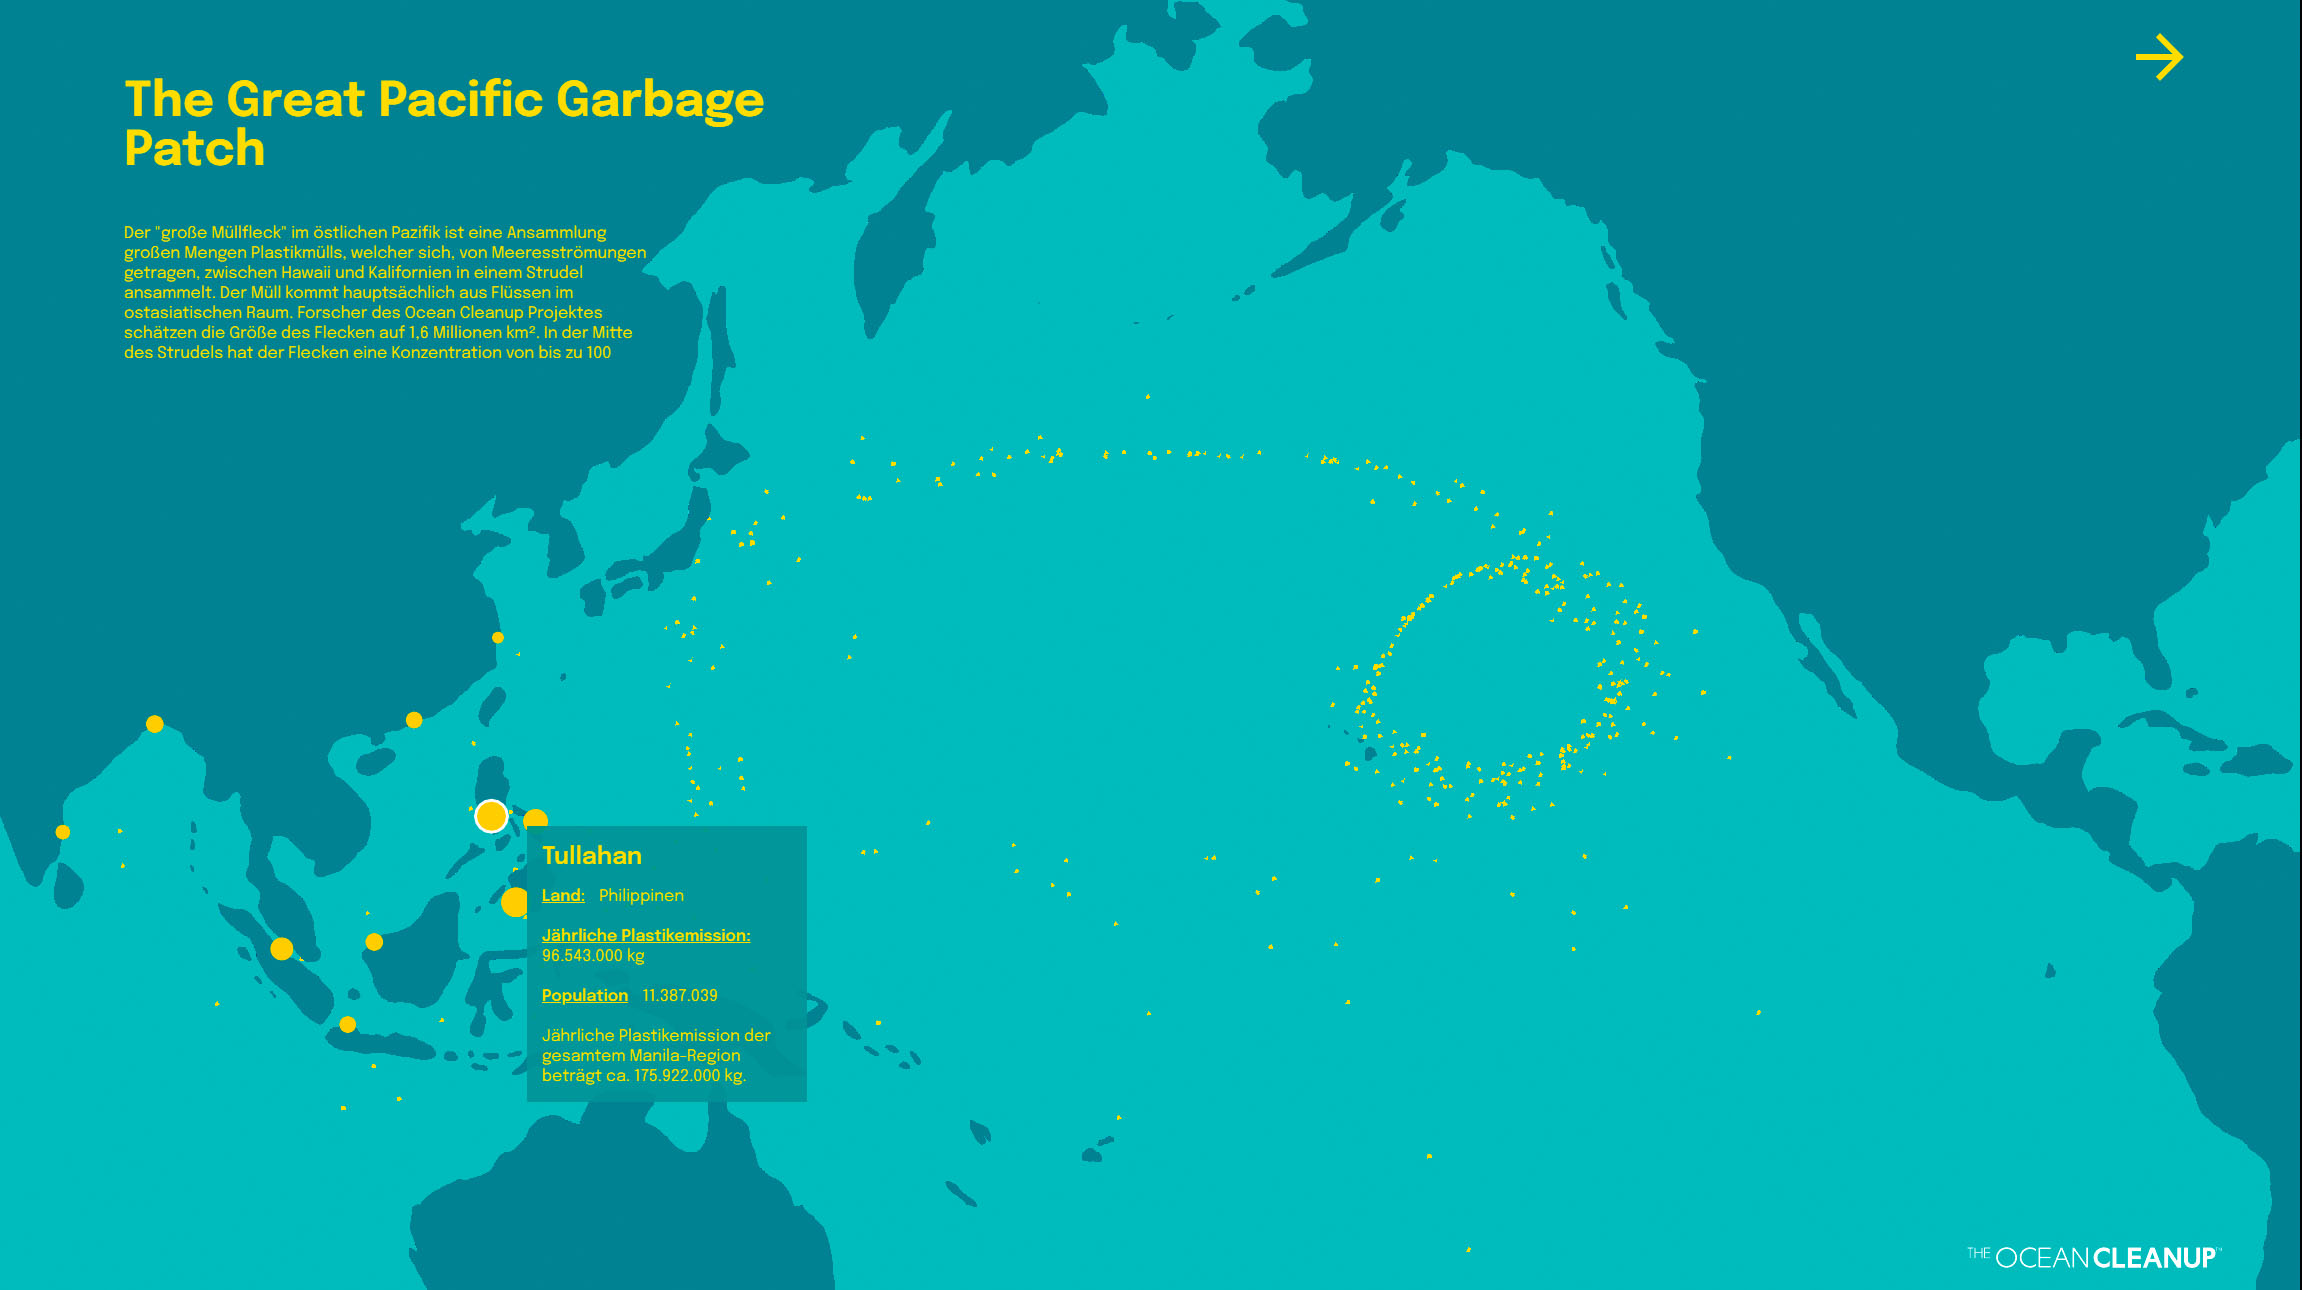 The Great Pacific Garbage
Patch
Der "große Müllfleck" im östlichen Pazifik ist eine Ansammlung
großen Mengen Plastikmülls, welcher sich, von Meeresströmungen
getragen, zwischen Hawaii und Kalifornien in einem Strudel
ansammelt. Der Müll kommt hauptsächlich aus Flüssen im
ostasiatischen Raum. Forscher des Ocean Cleanup Projektes
schätzen die Größe des Flecken auf 1,6 Millionen km². In der Mitte
des Strudels hat der Flecken eine Konzentration von bis zu 100
Tullahan
Land: Philippinen
Jährliche Plastikemission:
96.543.000 kg
Population 11.387.039
Jährliche Plastikemission der
gesamtem Manila-Region
beträgt ca. 175.922.000 kg.
THE OCEAN CLEANUP™